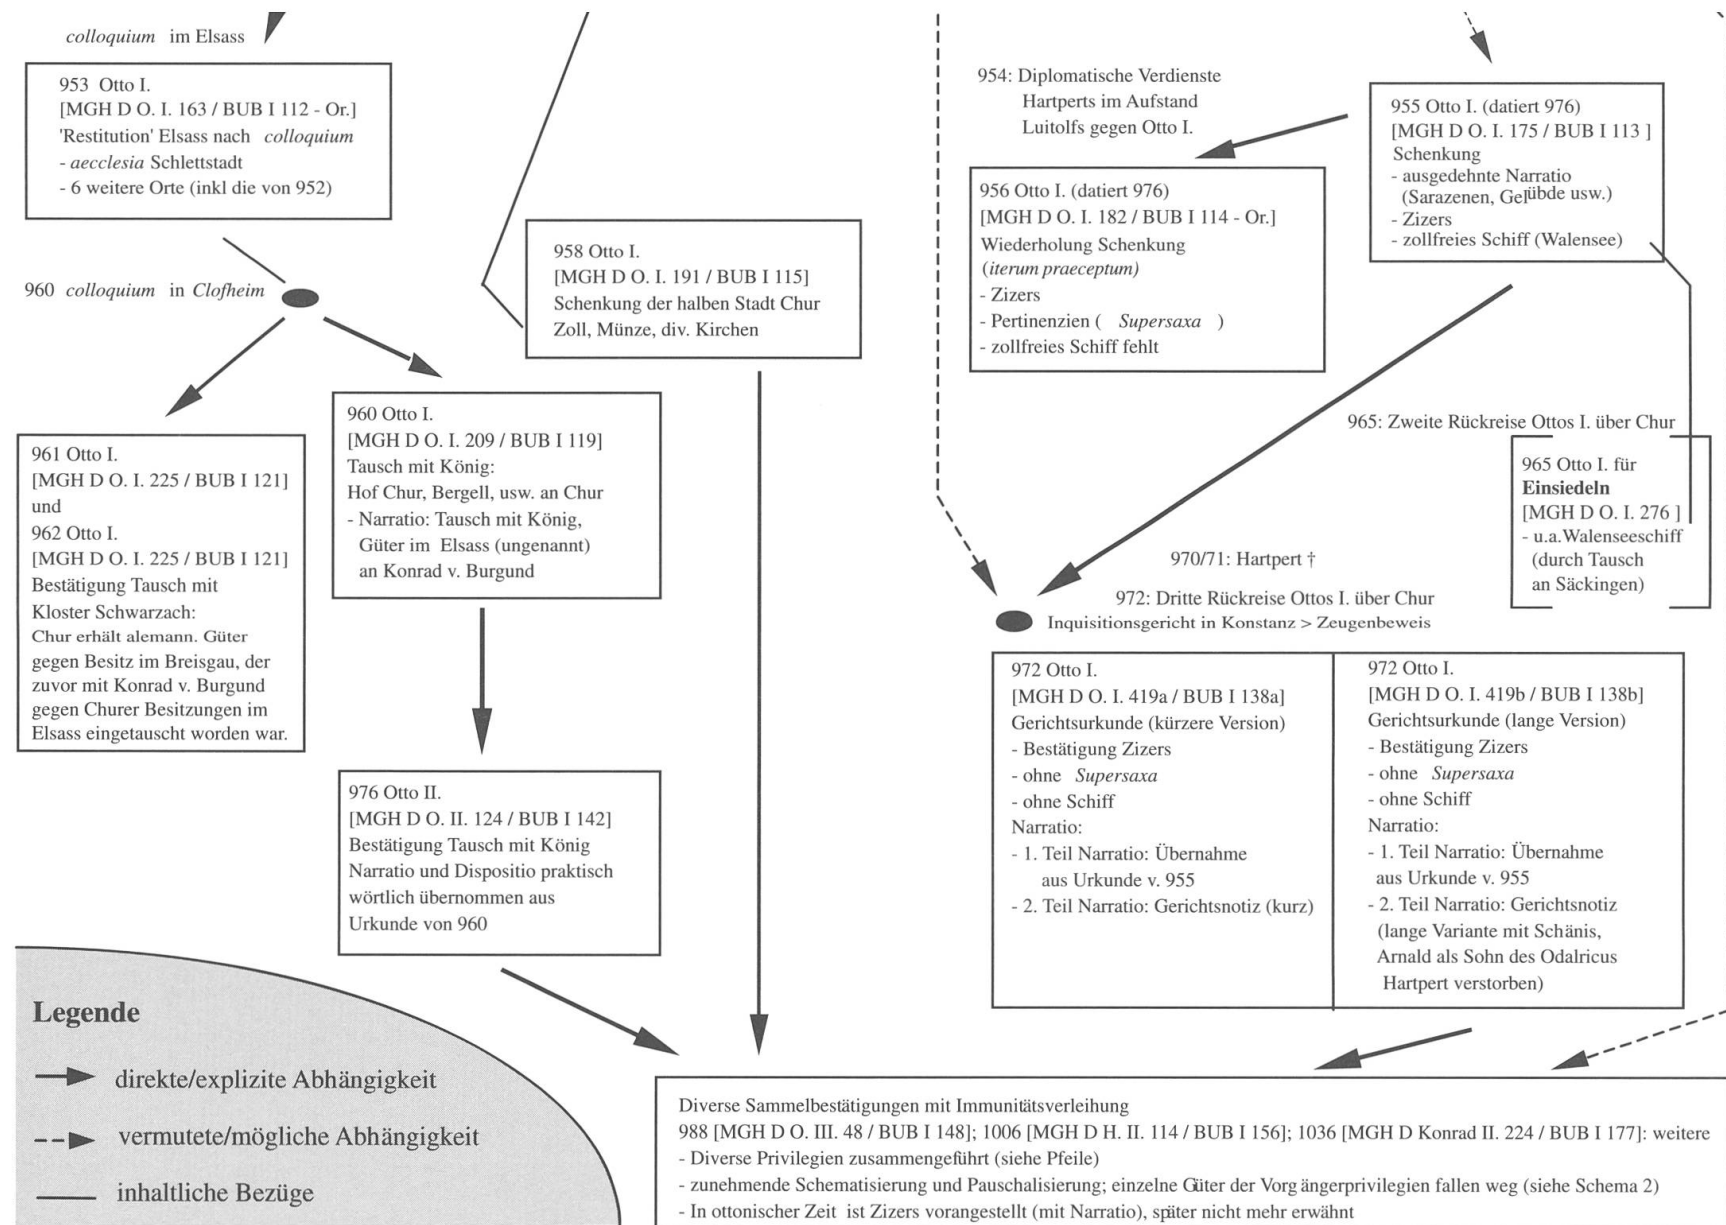 colloquium im Elsass
953 Otto I.
[MGH D O. I. 163 / BUB I 112 - Or.]
'Restitution' Elsass nach colloquium
- aecclesia Schlettstadt
- 6 weitere Orte (inkl die von 952)
960 colloquium in Clofheim
958 Otto I.
[MGH D O. I. 191 / BUB I 115]
Schenkung der halben Stadt Chur
Zoll, Münze, div. Kirchen
961 Otto I.
[MGH D O. I. 225 / BUB I 121]
und
962 Otto I.
[MGH D O. I. 225 / BUB I 121]
Bestätigung Tausch mit
Kloster Schwarzach:
Chur erhält alemann. Güter
gegen Besitz im Breisgau, der
zuvor mit Konrad v. Burgund
gegen Churer Besitzungen im
Elsass eingetauscht worden war.
960 Otto I.
[MGH D O. I. 209 / BUB I 119]
Tausch mit König:
Hof Chur, Bergell, usw. an Chur
- Narratio: Tausch mit König,
Güter im Elsass (ungenannt)
an Konrad v. Burgund
976 Otto II.
[MGH D O. II. 124 / BUB I 142]
Bestätigung Tausch mit König
Narratio und Dispositio praktisch
wörtlich übernommen aus
Urkunde von 960
954: Diplomatische Verdienste
Hartperts im Aufstand
Luitolfs gegen Otto I.
955 Otto I. (datiert 976)
[MGH D O. I. 175 / BUB I 113 ]
Schenkung
- ausgedehnte Narratio
(Sarazenen, Gelübde usw.)
- Zizers
- zollfreies Schiff (Walensee)
956 Otto I. (datiert 976)
[MGH D O. I. 182 / BUB I 114 - Or.]
Wiederholung Schenkung
(iterum praeceptum)
- Zizers
- Pertinenzien ( Supersaxa )
- zollfreies Schiff fehlt
965: Zweite Rückreise Ottos I. über Chur
965 Otto I. für
Einsiedeln
[MGH D O. I. 276 ]
- u.a.Walenseeschiff
(durch Tausch
an Säckingen)
970/71: Hartpert †
972: Dritte Rückreise Ottos I. über Chur
Inquisitionsgericht in Konstanz > Zeugenbeweis
972 Otto I.
[MGH D O. I. 419a / BUB I 138a]
Gerichtsurkunde (kürzere Version)
- Bestätigung Zizers
- ohne Supersaxa
- ohne Schiff
Narratio:
- 1. Teil Narratio: Übernahme
aus Urkunde v. 955
- 2. Teil Narratio: Gerichtsnotiz (kurz)
972 Otto I.
[MGH D O. I. 419b / BUB I 138b]
Gerichtsurkunde (lange Version)
- Bestätigung Zizers
- ohne Supersaxa
- ohne Schiff
Narratio:
- 1. Teil Narratio: Übernahme
aus Urkunde v. 955
- 2. Teil Narratio: Gerichtsnotiz
(lange Variante mit Schänis,
Arnald als Sohn des Odalricus
Hartpert verstorben)
Legende
direkte/explizite Abhängigkeit
vermutete/mögliche Abhängigkeit
inhaltliche Bezüge
Diverse Sammelbestätigungen mit Immunitätsverleihung
988 [MGH D O. III. 48 / BUB I 148]; 1006 [MGH D H. II. 114 / BUB I 156]; 1036 [MGH D Konrad II. 224 / BUB I 177]: weitere
- Diverse Privilegien zusammengeführt (siehe Pfeile)
- zunehmende Schematisierung und Pauschalisierung; einzelne Güter der Vorgängerprivilegien fallen weg (siehe Schema 2)
- In ottonischer Zeit ist Zizers vorangestellt (mit Narratio), später nicht mehr erwähnt